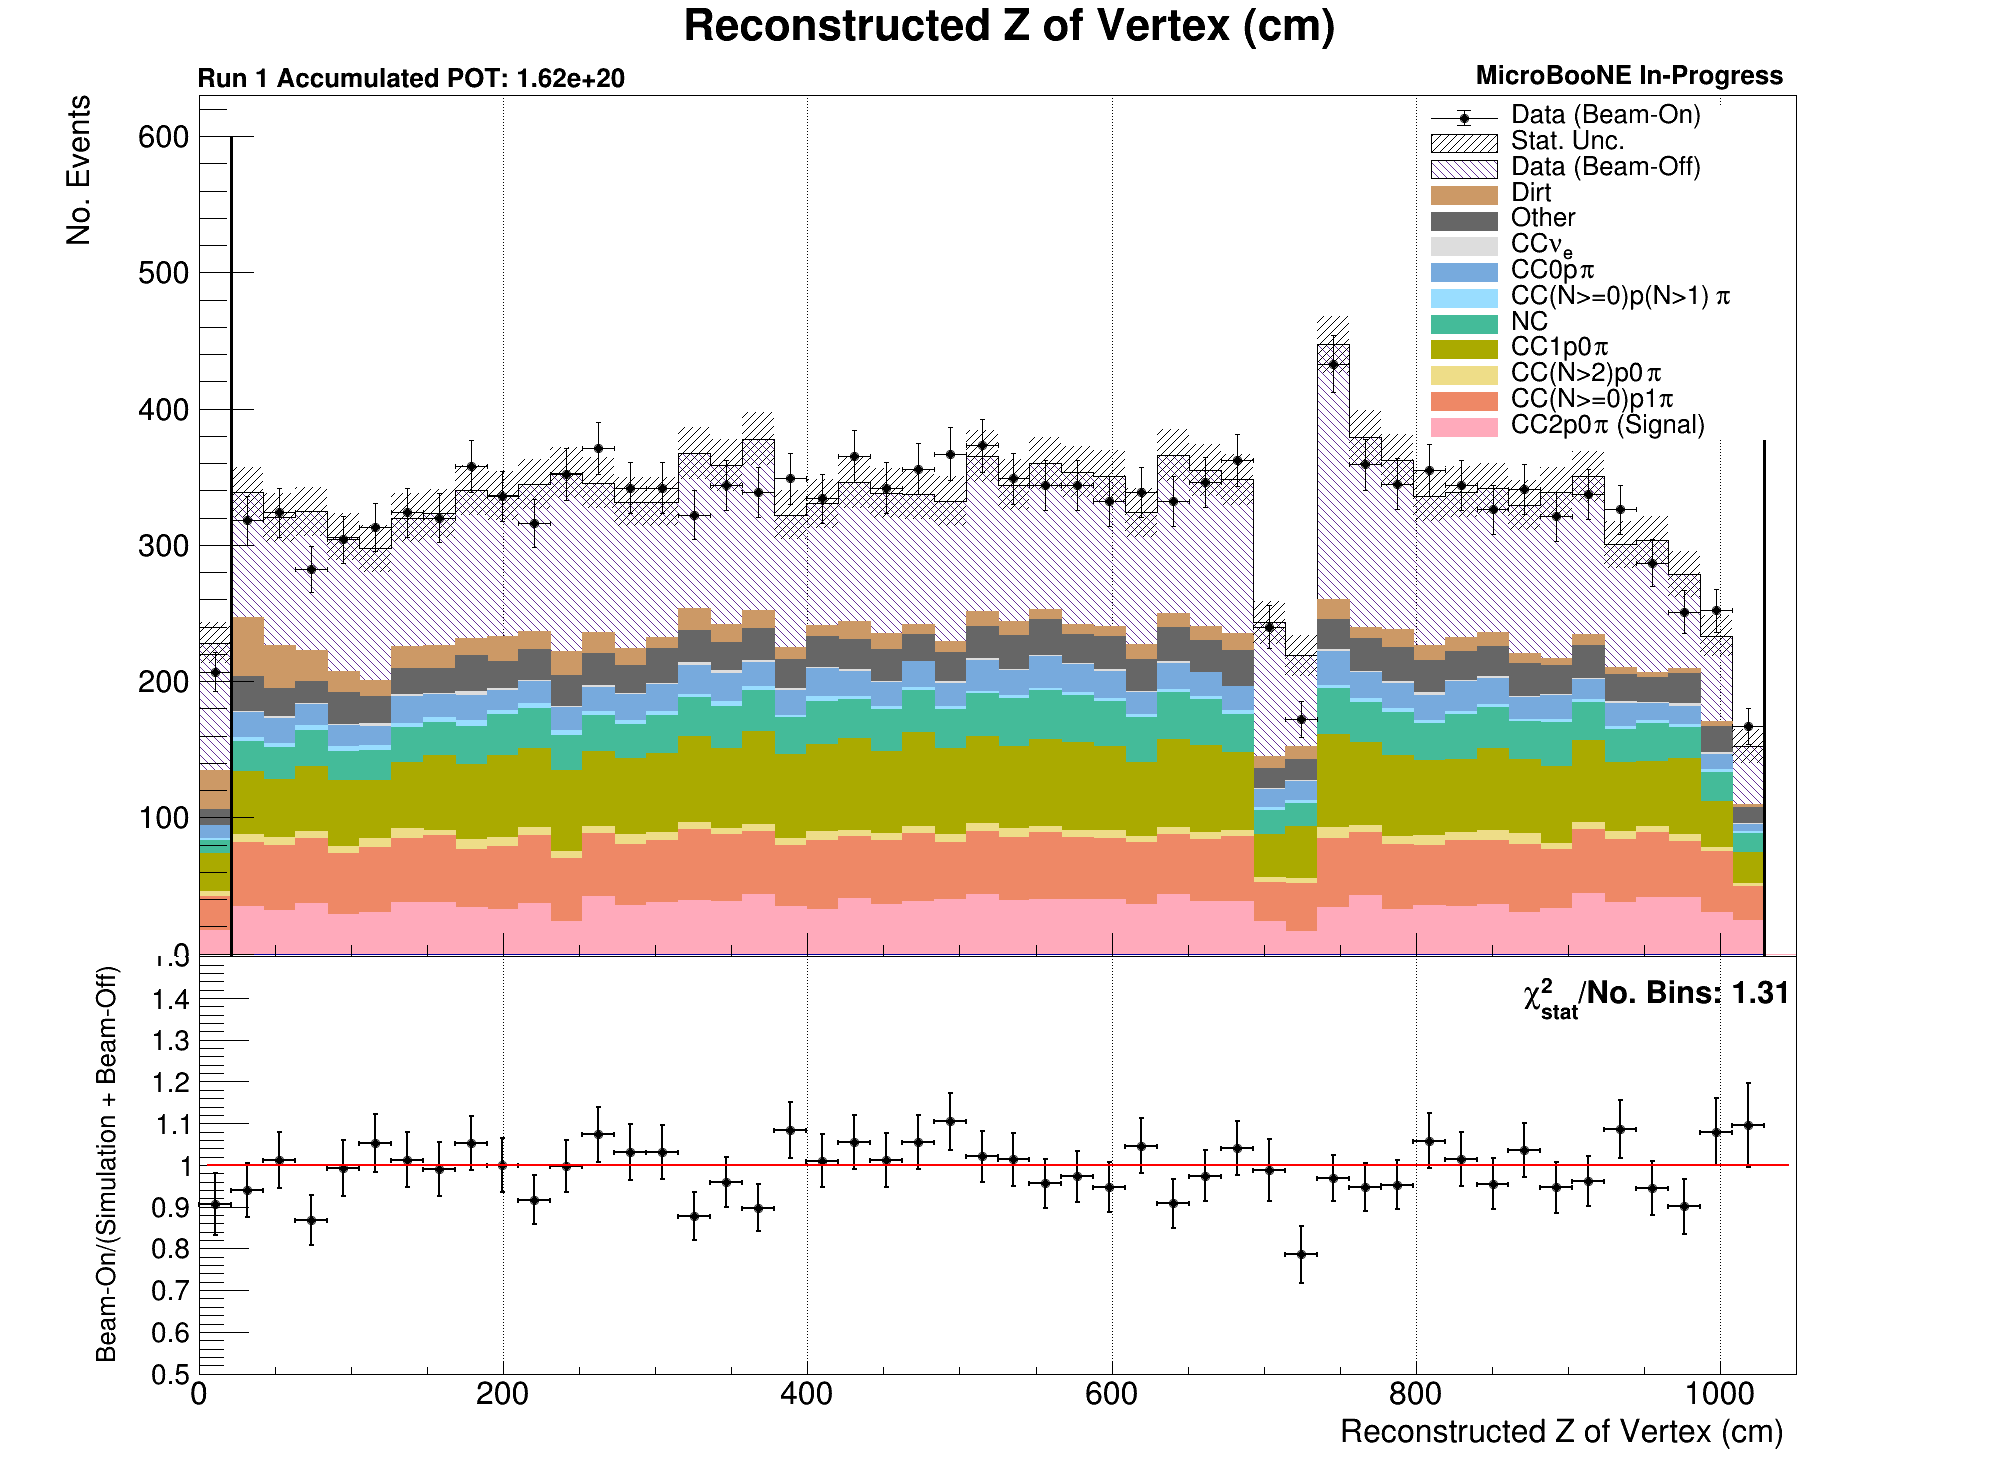 Reconstructed Z of Vertex (cm)
Run 1 Accumulated POT: 1.62e+20
MicroBooNE In-Progress
No. Events
600
500
400
300
200
100
0
Data (Beam-On)
Stat. Unc.
Data (Beam-Off)
Dirt
Other
CCνe
CC0pπ
CC(N>=0)p(N>1) π
NC
CC1p0π
CC(N>2)p0π
CC(N>=0)p1π
CC2p0π (Signal)
Beam-On/(Simulation + Beam-Off)
1.5
1.4
1.3
1.2
1.1
1
0.9
0.8
0.7
0.6
0.5
χ²stat/No. Bins: 1.31
0 200 400 600 800 1000
Reconstructed Z of Vertex (cm)